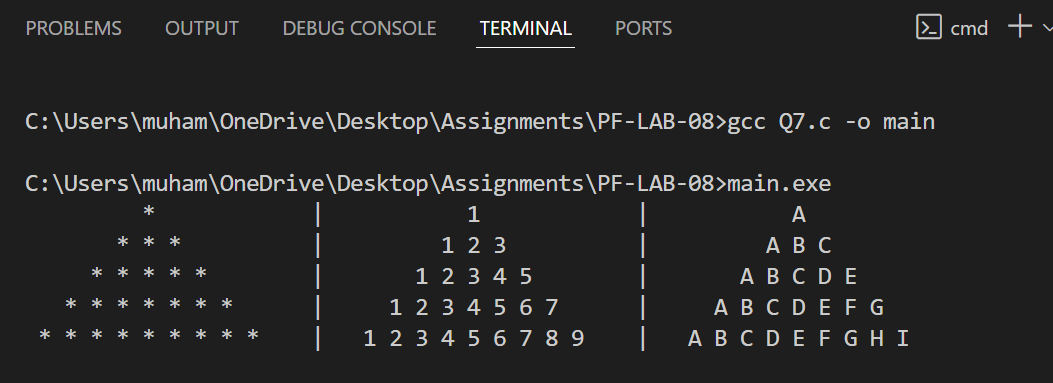 PROBLEMS OUTPUT DEBUG CONSOLE TERMINAL PORTS cmd
C:\Users\muham\OneDrive\Desktop\Assignments\PF-LAB-08>gcc Q7.c -o main
C:\Users\muham\OneDrive\Desktop\Assignments\PF-LAB-08>main.exe
         *            |           1            |           A
       * * *          |         1 2 3          |         A B C
     * * * * *        |       1 2 3 4 5        |       A B C D E
   * * * * * * *      |     1 2 3 4 5 6 7      |     A B C D E F G
 * * * * * * * * *    |   1 2 3 4 5 6 7 8 9    |   A B C D E F G H I